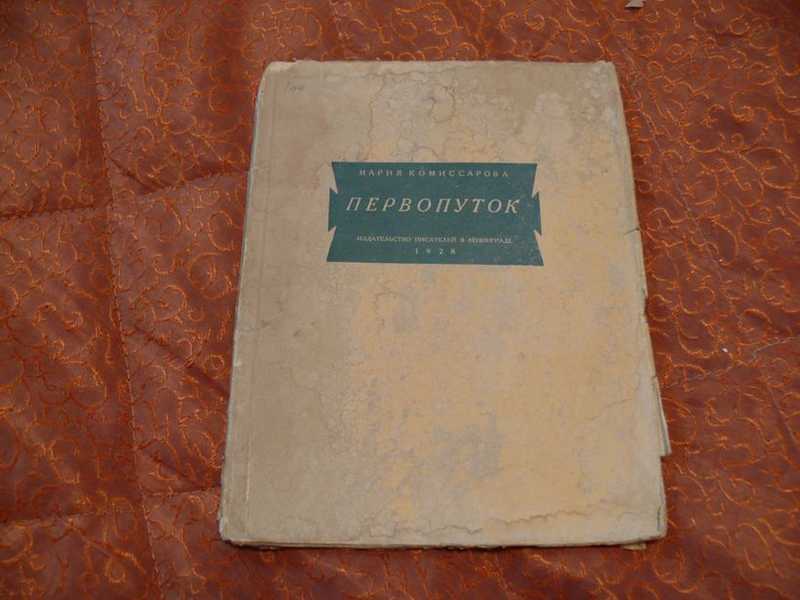 МАРИЯ КОМИССАРОВА
ПЕРВОПУТОК
ИЗДАТЕЛЬСТВО ПИСАТЕЛЕЙ В ЛЕНИНГРАДЕ
1928